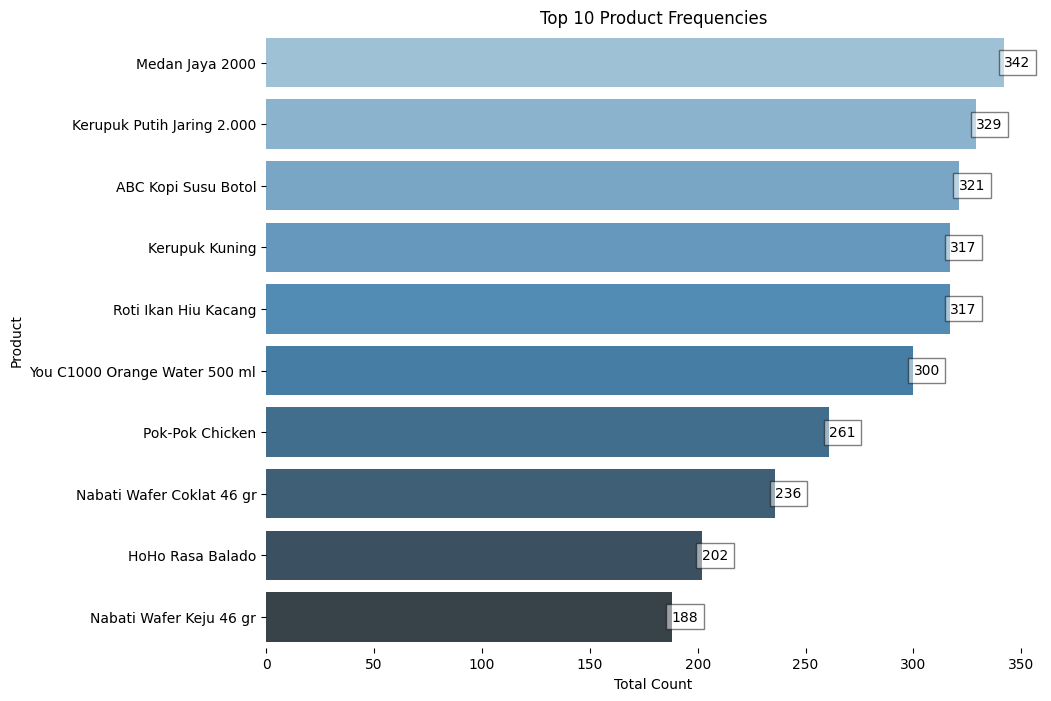 Top 10 Product Frequencies
Product
Medan Jaya 2000
342
Kerupuk Putih Jaring 2.000
329
ABC Kopi Susu Botol
321
Kerupuk Kuning
317
Roti Ikan Hiu Kacang
317
You C1000 Orange Water 500 ml
300
Pok-Pok Chicken
261
Nabati Wafer Coklat 46 gr
236
HoHo Rasa Balado
202
Nabati Wafer Keju 46 gr
188
0 50 100 150 200 250 300 350
Total Count